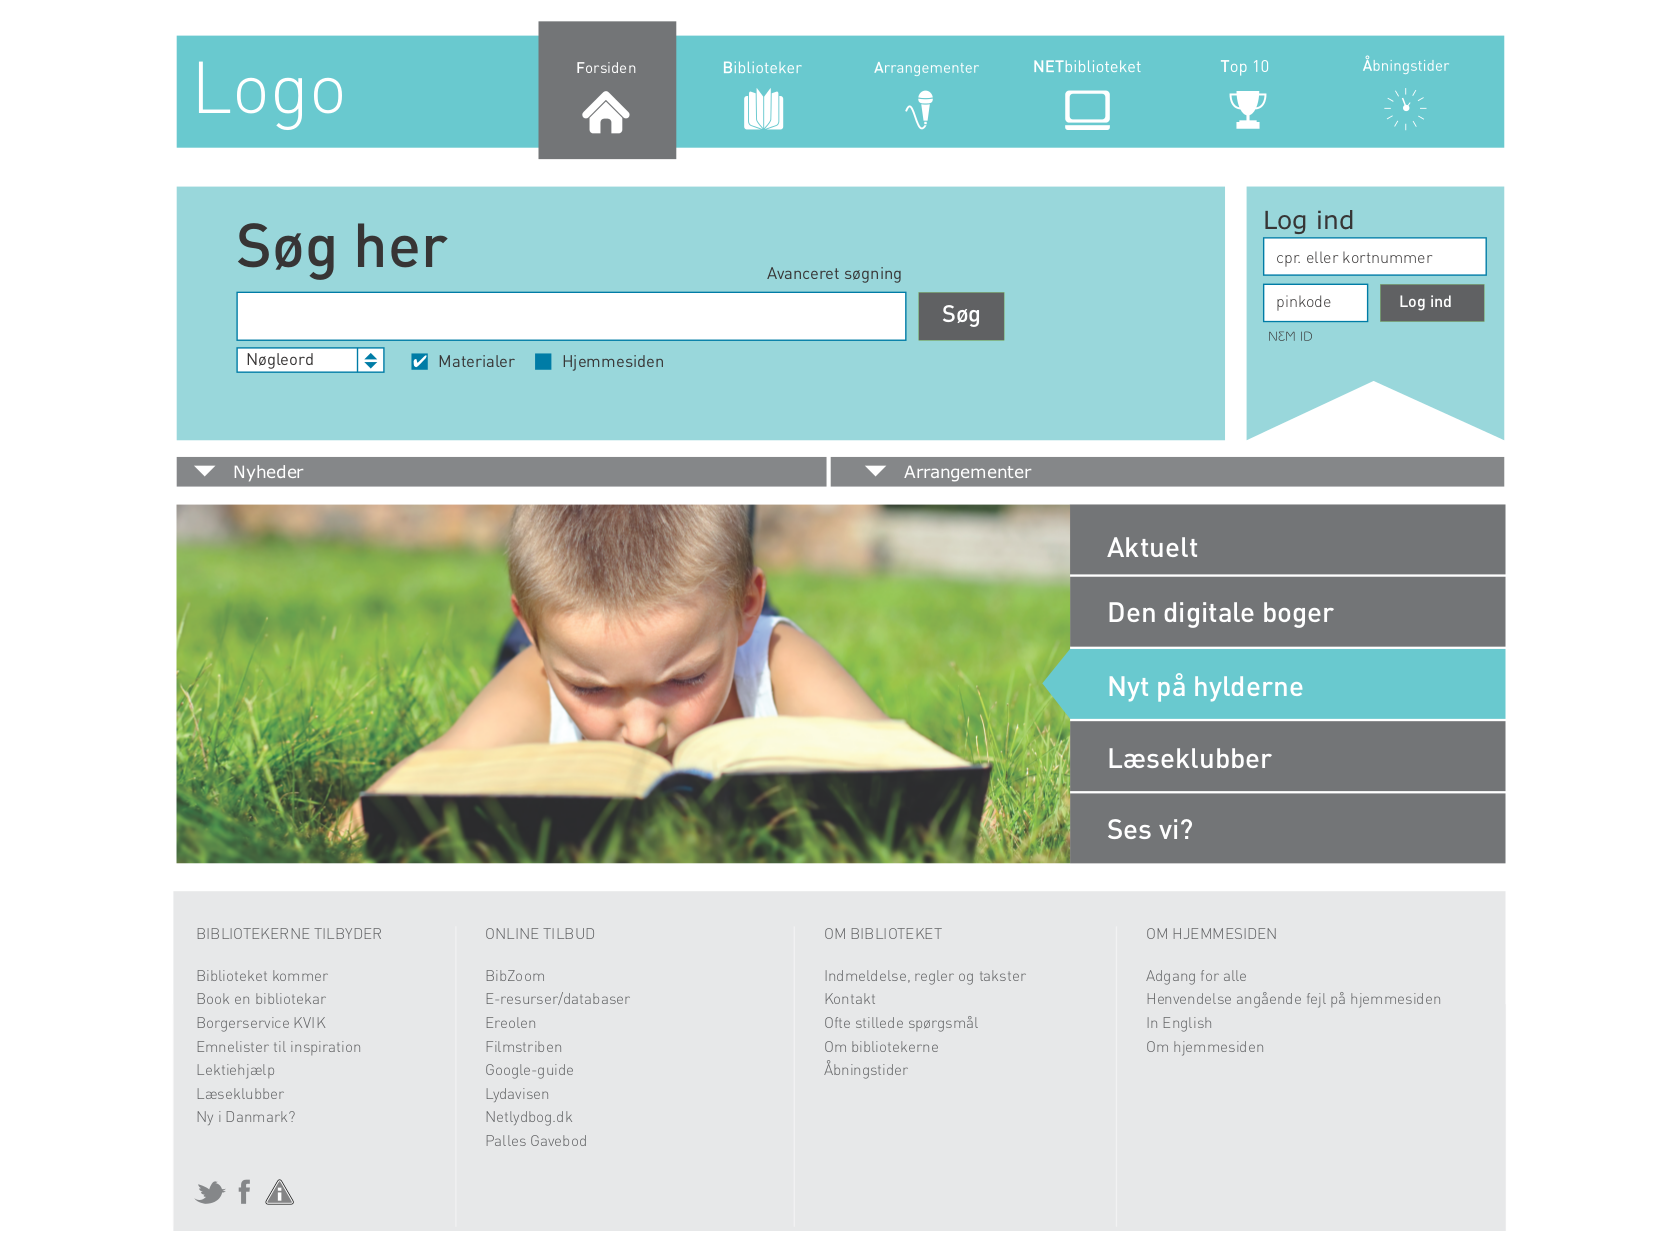 Logo
Forsiden
Biblioteker
Arrangementer
NETbiblioteket
Top 10
Åbningstider
Søg her
Avanceret søgning
Søg
Nøgleord
Materialer
Hjemmesiden
Log ind
cpr. eller kortnummer
pinkode
Log ind
NEM ID
Nyheder
Arrangementer
Aktuelt
Den digitale boger
Nyt på hylderne
Læseklubber
Ses vi?
BIBLIOTEKERNE TILBYDER
Biblioteket kommer
Book en bibliotekar
Borgerservice KVIK
Emnelister til inspiration
Lektiehjælp
Læseklubber
Ny i Danmark?
ONLINE TILBUD
BibZoom
E-resurser/databaser
Ereolen
Filmstriben
Google-guide
Lydavisen
Netlydbog.dk
Palles Gavebod
OM BIBLIOTEKET
Indmeldelse, regler og takster
Kontakt
Ofte stillede spørgsmål
Om bibliotekerne
Åbningstider
OM HJEMMESIDEN
Adgang for alle
Henvendelse angående fejl på hjemmesiden
In English
Om hjemmesiden